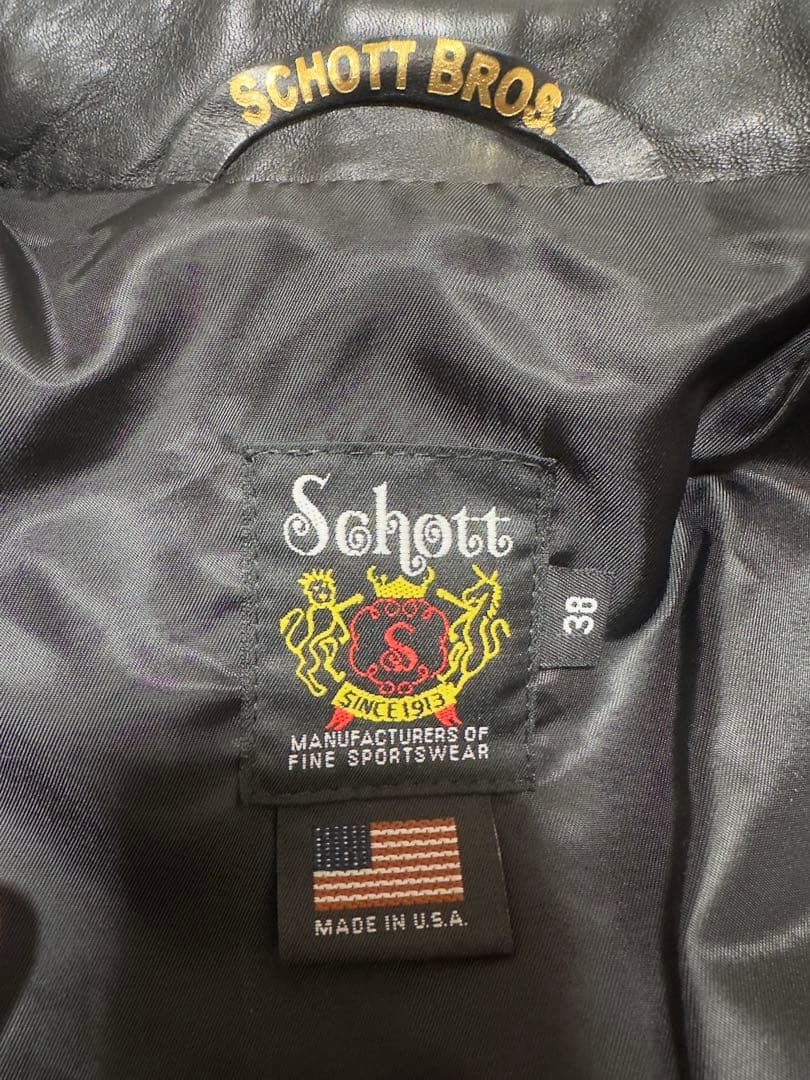 SCHOTT BROS.
Schott
38
S
SINCE 1913
MANUFACTURERS OF
FINE SPORTSWEAR
MADE IN U.S.A.